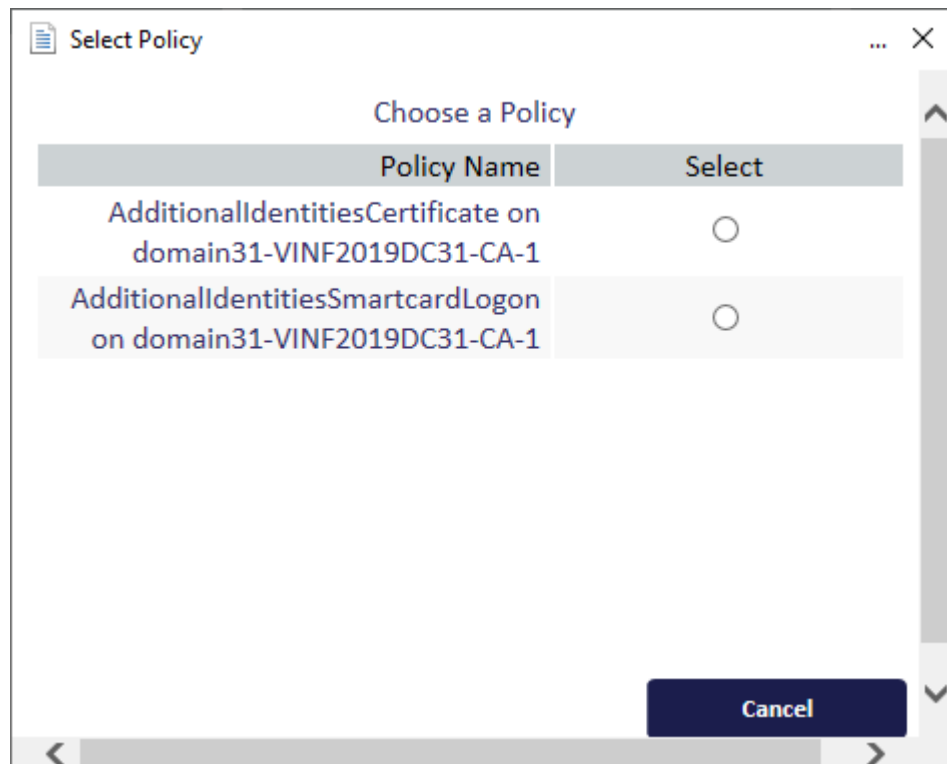 Select Policy
...
Choose a Policy
Policy Name Select
AdditionalIdentitiesCertificate on
domain31-VINF2019DC31-CA-1
AdditionalIdentitiesSmartcardLogon
on domain31-VINF2019DC31-CA-1
Cancel